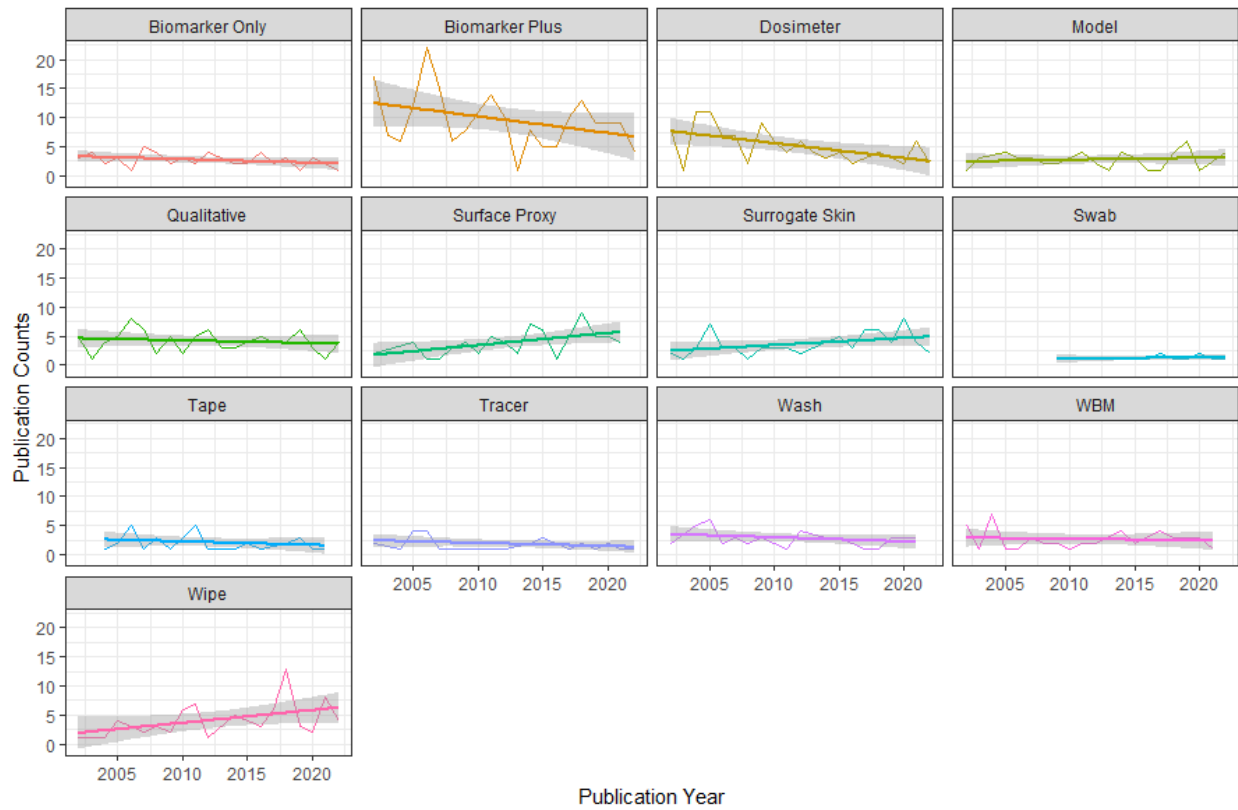 Biomarker Only
Biomarker Plus
Dosimeter
Model
20
15
10
5
0
Qualitative
Surface Proxy
Surrogate Skin
Swab
20
15
10
5
0
Publication Counts
Tape
Tracer
Wash
WBM
20
15
10
5
0
2005 2010 2015 2020
2005 2010 2015 2020
2005 2010 2015 2020
Wipe
20
15
10
5
0
2005 2010 2015 2020
Publication Year